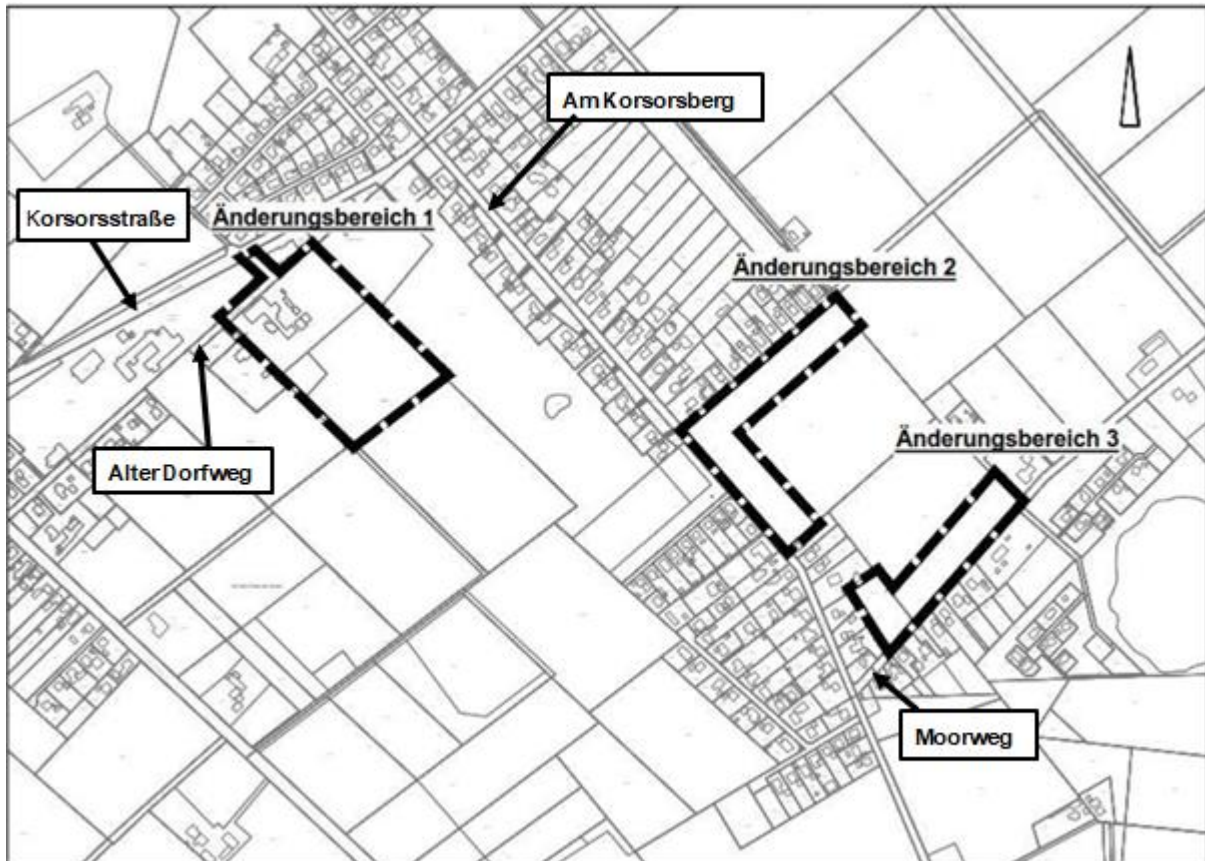 Am Korsorsberg
Korsorsstraße
Änderungsbereich 1
Änderungsbereich 2
Änderungsbereich 3
Alter Dorfweg
Moorweg